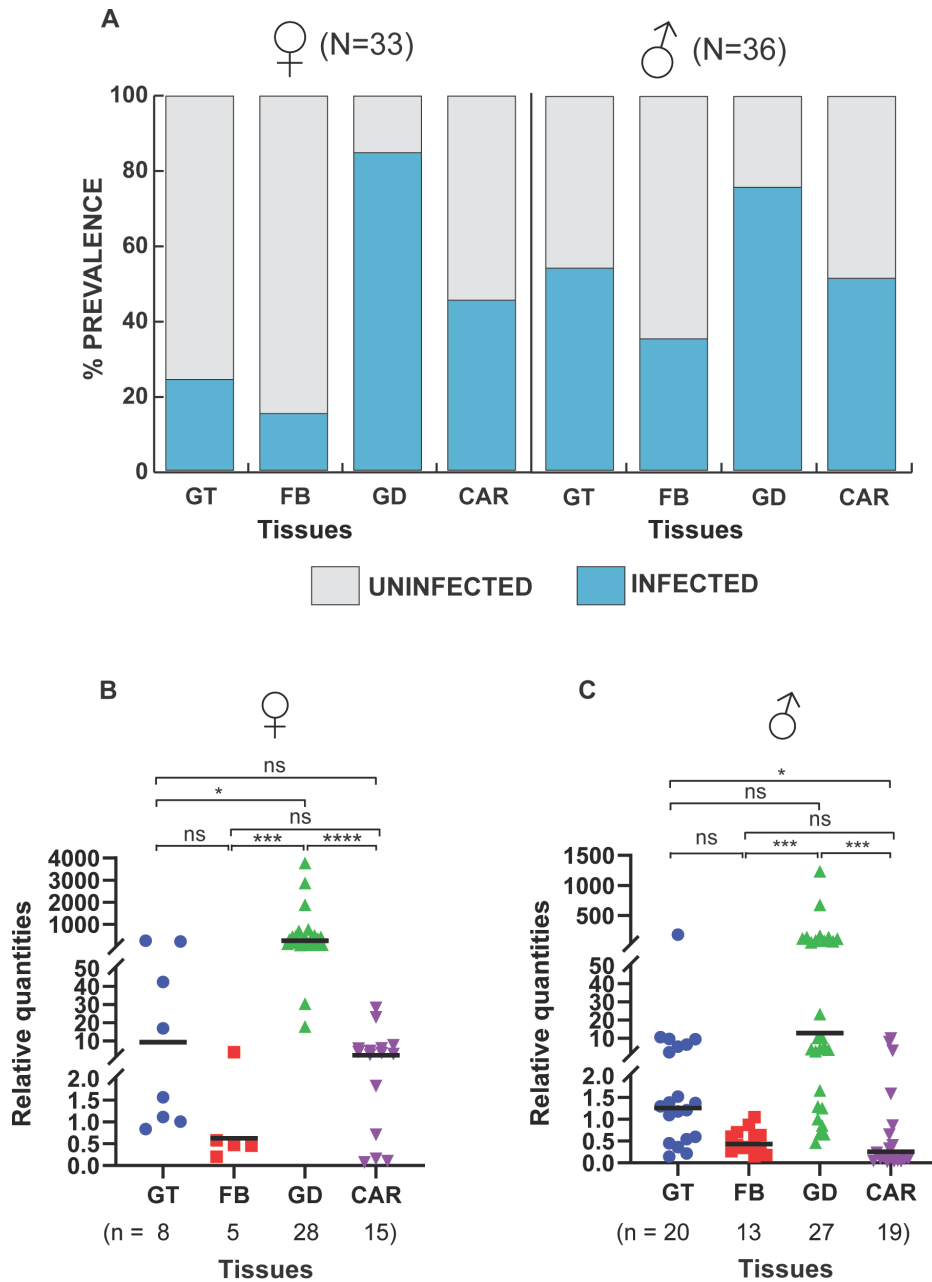 A
♀ (N=33)
♂ (N=36)
% PREVALENCE
100
80
60
40
20
0
GT FB GD CAR GT FB GD CAR
Tissues Tissues
UNINFECTED INFECTED
B
♀
ns
*
ns
ns *** ****
Relative quantities
4000
3000
2000
1000
50
40
30
20
10
2.0
1.5
1.0
0.5
0.0
GT FB GD CAR
(n = 8 5 28 15)
Tissues
C
♂
*
ns
ns
ns *** ***
Relative quantities
1500
1000
500
50
40
30
20
10
2.0
1.5
1.0
0.5
0.0
GT FB GD CAR
(n = 20 13 27 19)
Tissues